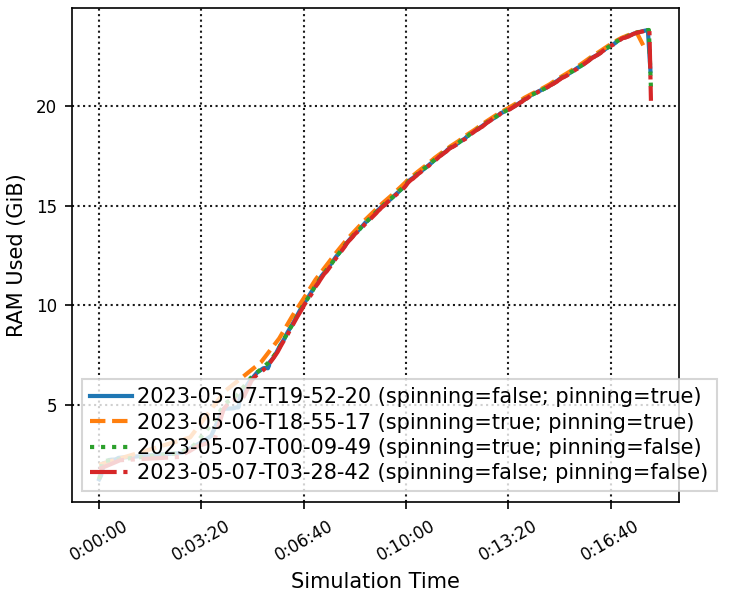 20
15
10
5
RAM Used (GiB)
2023-05-07-T19-52-20 (spinning=false; pinning=true)
2023-05-06-T18-55-17 (spinning=true; pinning=true)
2023-05-07-T00-09-49 (spinning=true; pinning=false)
2023-05-07-T03-28-42 (spinning=false; pinning=false)
0:00:00
0:03:20
0:06:40
0:10:00
0:13:20
0:16:40
Simulation Time